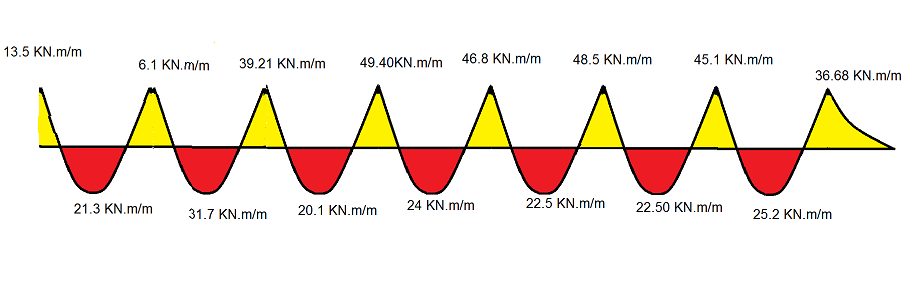 13.5 KN.m/m
6.1 KN.m/m
39.21 KN.m/m
49.40KN.m/m
46.8 KN.m/m
48.5 KN.m/m
45.1 KN.m/m
36.68 KN.m/m
21.3 KN.m/m
31.7 KN.m/m
20.1 KN.m/m
24 KN.m/m
22.5 KN.m/m
22.50 KN.m/m
25.2 KN.m/m